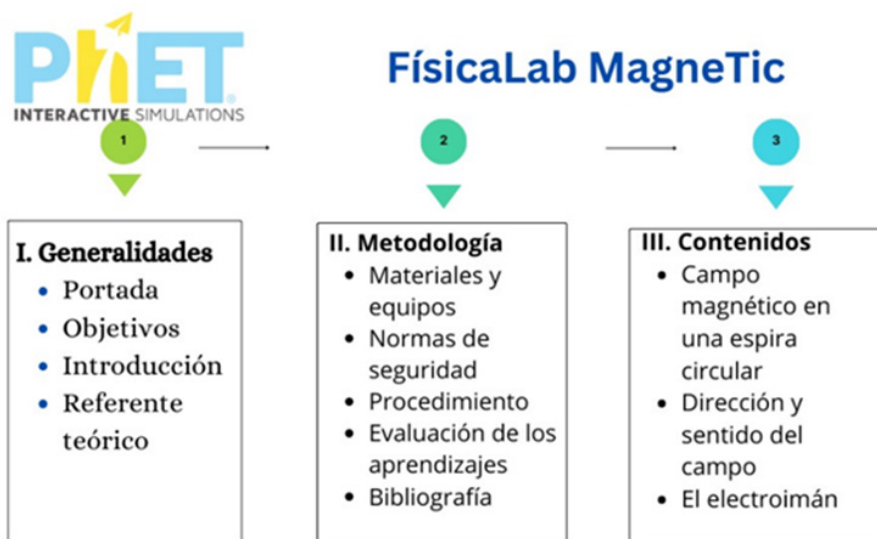 PhET
INTERACTIVE SIMULATIONS
FísicaLab MagneTic
1
2
3
I. Generalidades
• Portada
• Objetivos
• Introducción
• Referente
teórico
II. Metodología
• Materiales y
equipos
• Normas de
seguridad
• Procedimiento
• Evaluación de los
aprendizajes
• Bibliografía
III. Contenidos
• Campo
magnético en
una espira
circular
• Dirección y
sentido del
campo
• El electroimán